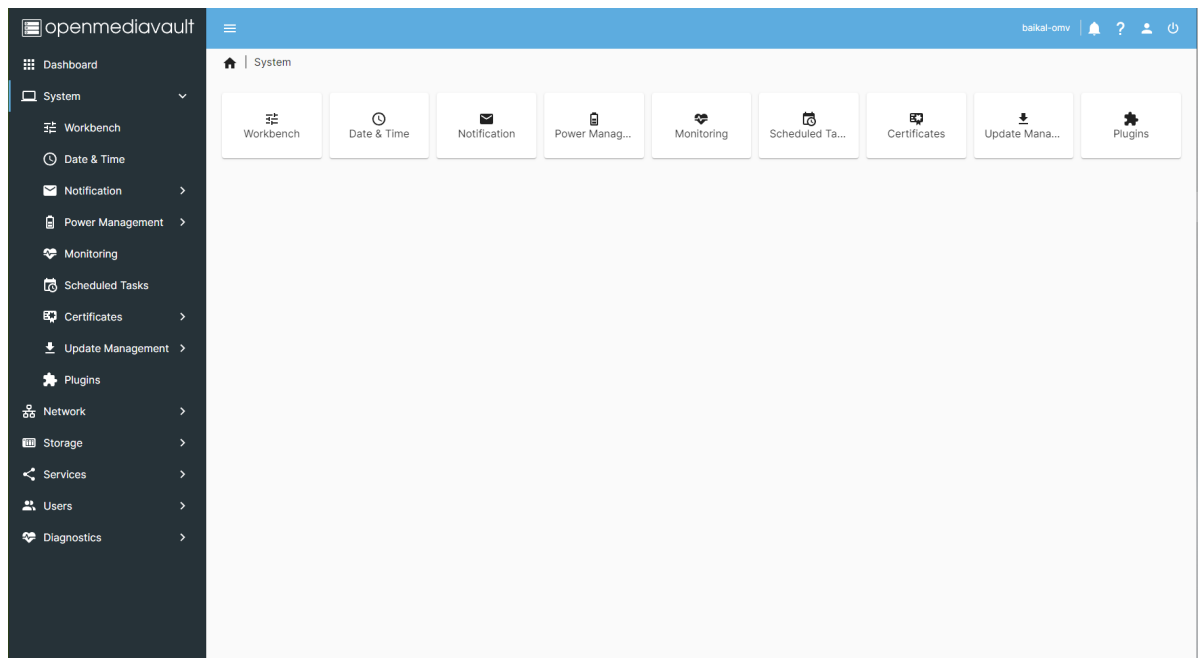 openmediavault
baikal-omv
Dashboard
System
Workbench
Date & Time
Notification
Power Management
Monitoring
Scheduled Tasks
Certificates
Update Management
Plugins
Network
Storage
Services
Users
Diagnostics
System
Workbench
Date & Time
Notification
Power Manag...
Monitoring
Scheduled Ta...
Certificates
Update Mana...
Plugins